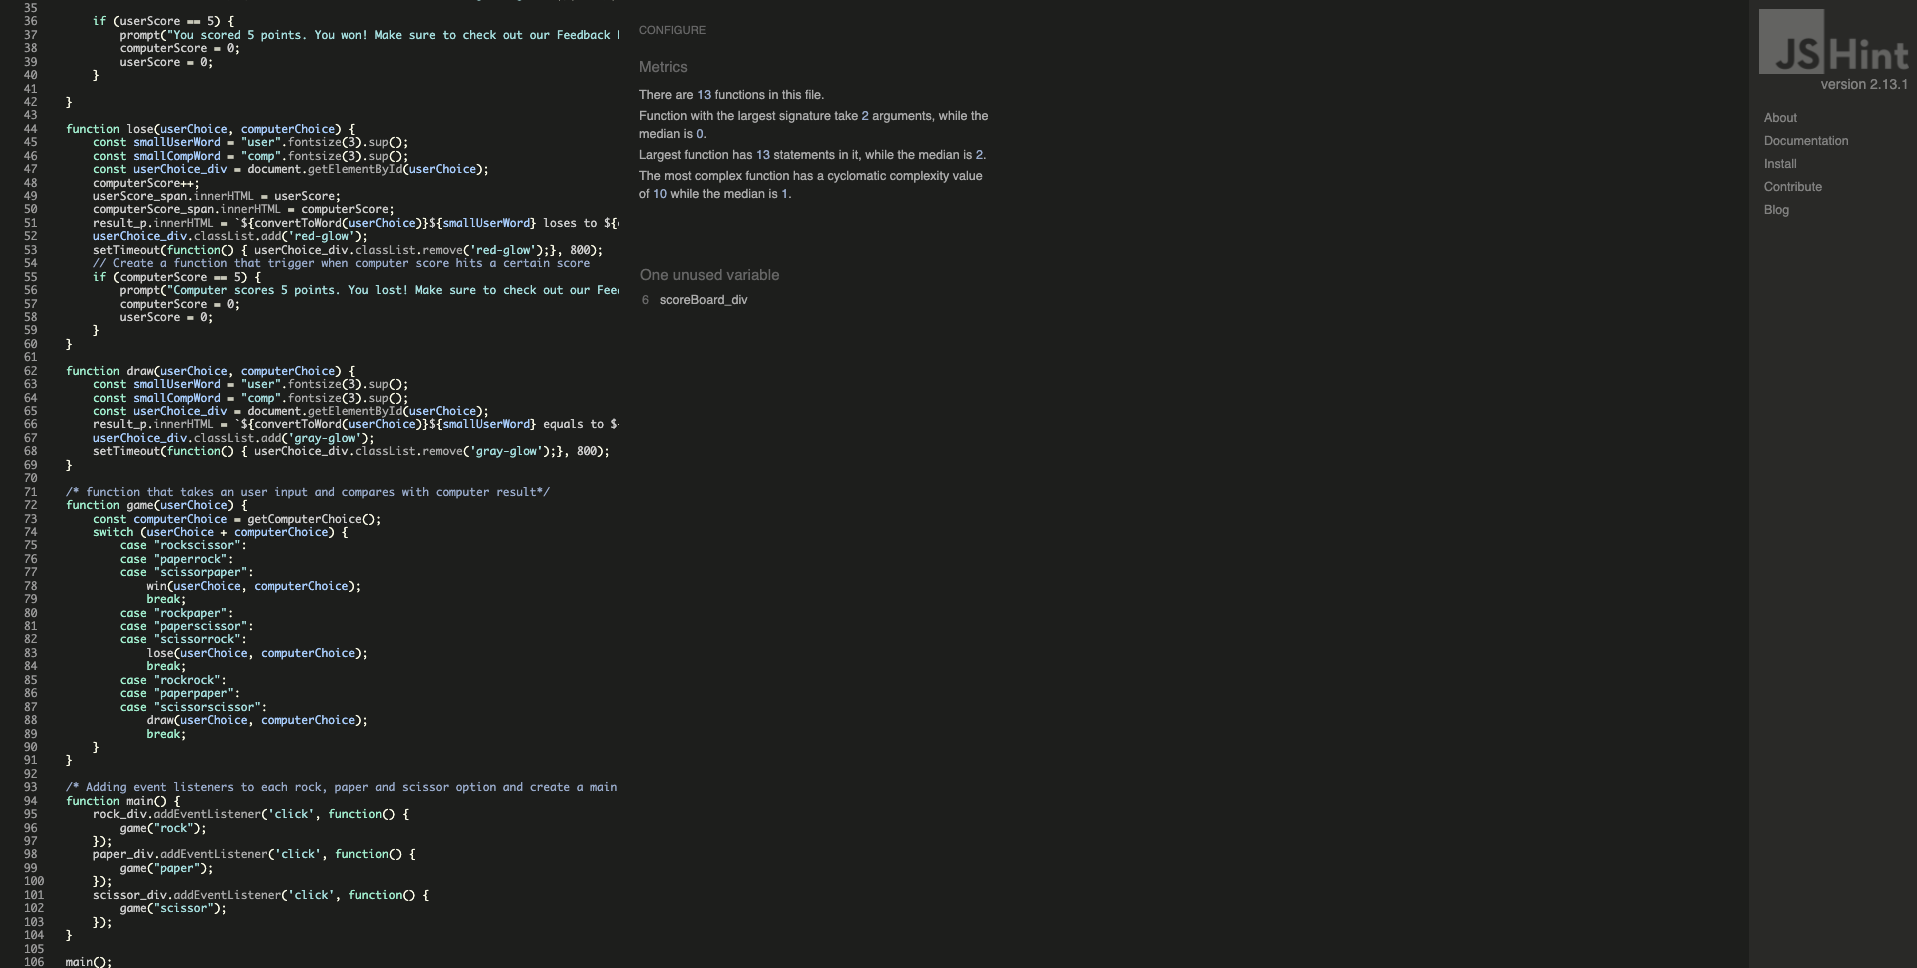 35
36 if (userScore == 5) {
37 prompt("You scored 5 points. You won! Make sure to check out our Feedback
38 computerScore = 0;
39 userScore = 0;
40 }
41
42 }
43
44 function lose(userChoice, computerChoice) {
45 const smallUserWord = "user".fontsize(3).sup();
46 const smallCompWord = "comp".fontsize(3).sup();
47 const userChoice_div = document.getElementById(userChoice);
48 computerScore++;
49 userScore_span.innerHTML = userScore;
50 computerScore_span.innerHTML = computerScore;
51 result_p.innerHTML = `${convertToWord(userChoice)}${smallUserWord} loses to ${
52 userChoice_div.classList.add('red-glow');
53 setTimeout(function() { userChoice_div.classList.remove('red-glow');}, 800);
54 // Create a function that trigger when computer score hits a certain score
55 if (computerScore == 5) {
56 prompt("Computer scores 5 points. You lost! Make sure to check out our Fee
57 computerScore = 0;
58 userScore = 0;
59 }
60 }
61
62 function draw(userChoice, computerChoice) {
63 const smallUserWord = "user".fontsize(3).sup();
64 const smallCompWord = "comp".fontsize(3).sup();
65 const userChoice_div = document.getElementById(userChoice);
66 result_p.innerHTML = `${convertToWord(userChoice)}${smallUserWord} equals to $
67 userChoice_div.classList.add('gray-glow');
68 setTimeout(function() { userChoice_div.classList.remove('gray-glow');}, 800);
69 }
70
71 /* function that takes an user input and compares with computer result*/
72 function game(userChoice) {
73 const computerChoice = getComputerChoice();
74 switch (userChoice + computerChoice) {
75 case "rockscissor":
76 case "paperrock":
77 case "scissorpaper":
78 win(userChoice, computerChoice);
79 break;
80 case "rockpaper":
81 case "paperscissor":
82 case "scissorrock":
83 lose(userChoice, computerChoice);
84 break;
85 case "rockrock":
86 case "paperpaper":
87 case "scissorscissor":
88 draw(userChoice, computerChoice);
89 break;
90 }
91 }
92
93 /* Adding event listeners to each rock, paper and scissor option and create a main
94 function main() {
95 rock_div.addEventListener('click', function() {
96 game("rock");
97 });
98 paper_div.addEventListener('click', function() {
99 game("paper");
100 });
101 scissor_div.addEventListener('click', function() {
102 game("scissor");
103 });
104 }
105
106 main();
CONFIGURE
Metrics
There are 13 functions in this file.
Function with the largest signature take 2 arguments, while the
median is 0.
Largest function has 13 statements in it, while the median is 2.
The most complex function has a cyclomatic complexity value
of 10 while the median is 1.
One unused variable
6 scoreBoard_div
JSHint
version 2.13.1
About
Documentation
Install
Contribute
Blog